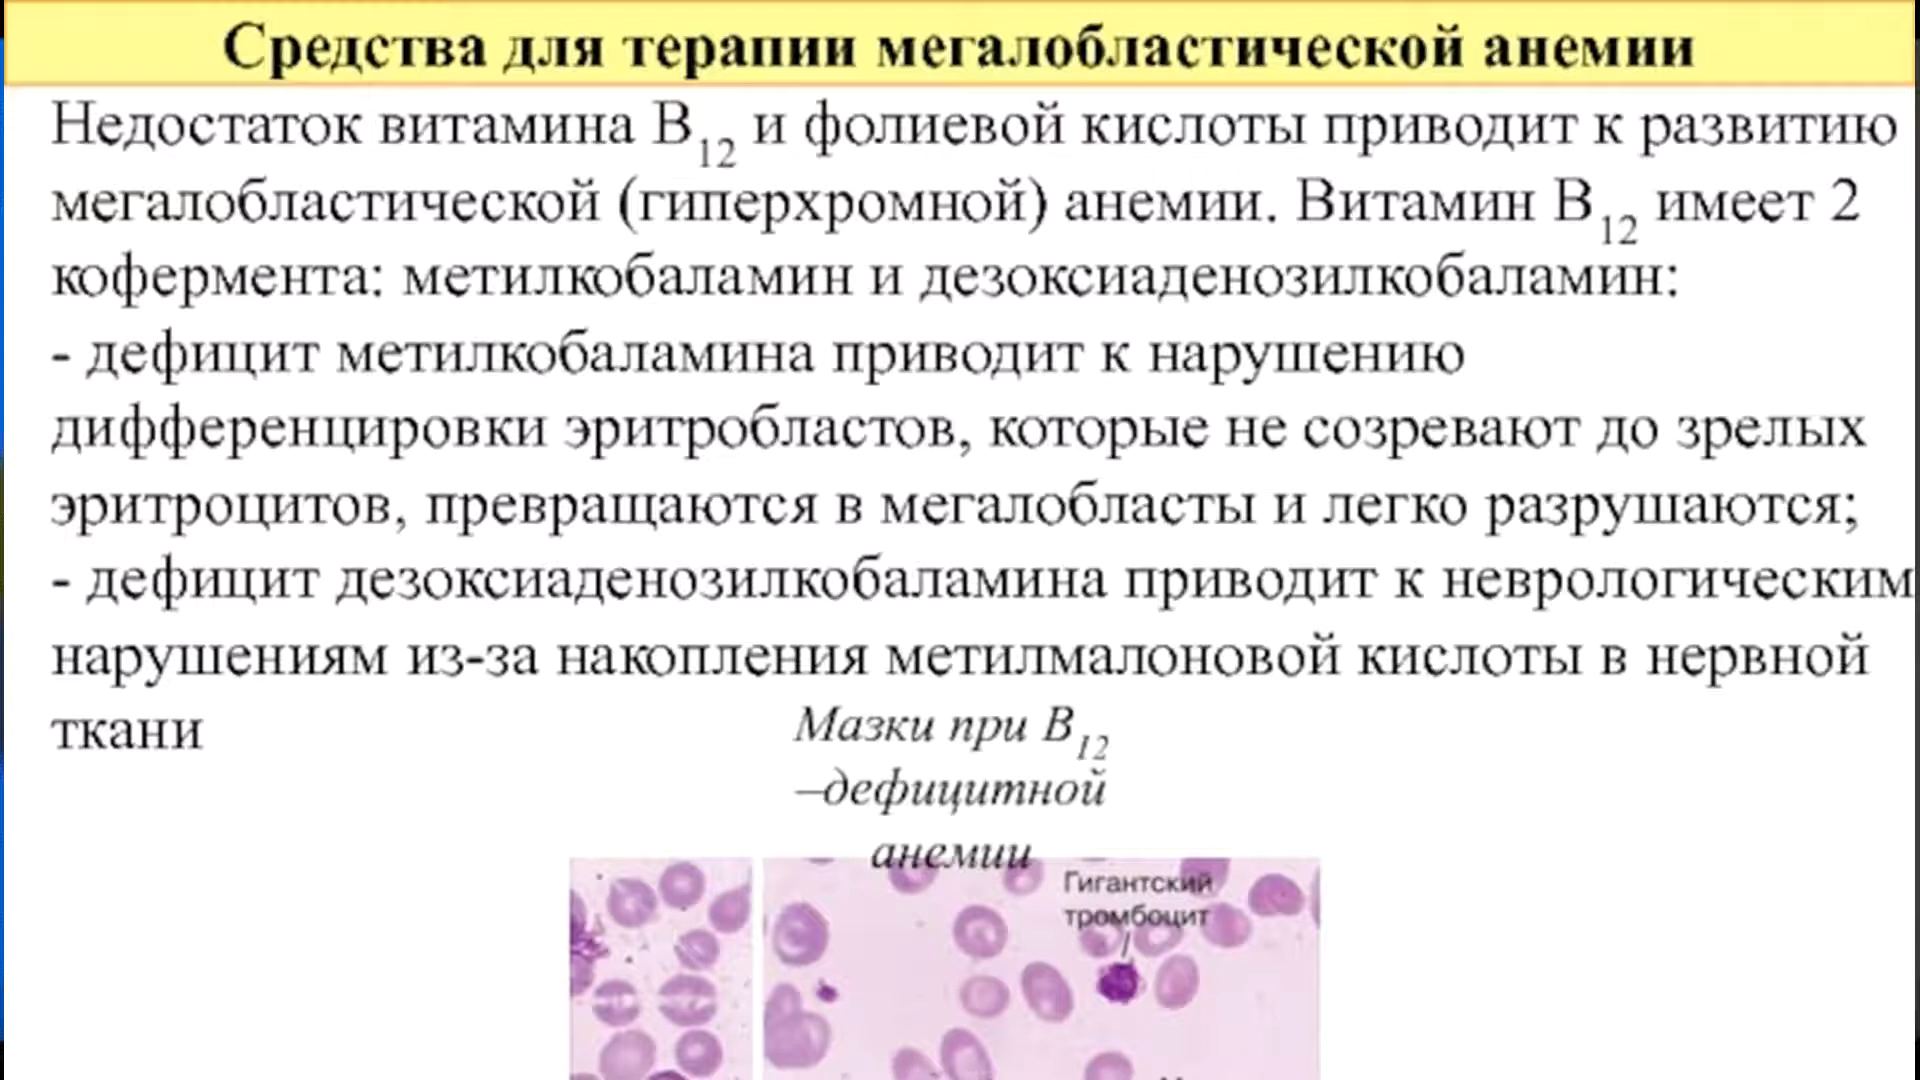 Средства для терапии мегалобластической анемии
Недостаток витамина В12 и фолиевой кислоты приводит к развитию
мегалобластической (гиперхромной) анемии. Витамин В12 имеет 2
кофермента: метилкобаламин и дезоксиаденозилкобаламин:
- дефицит метилкобаламина приводит к нарушению
дифференцировки эритробластов, которые не созревают до зрелых
эритроцитов, превращаются в мегалобласты и легко разрушаются;
- дефицит дезоксиаденозилкобаламина приводит к неврологическим
нарушениям из-за накопления метилмалоновой кислоты в нервной
ткани
Мазки при В12
–дефицитной
анемии
Гигантский
тромбоцит